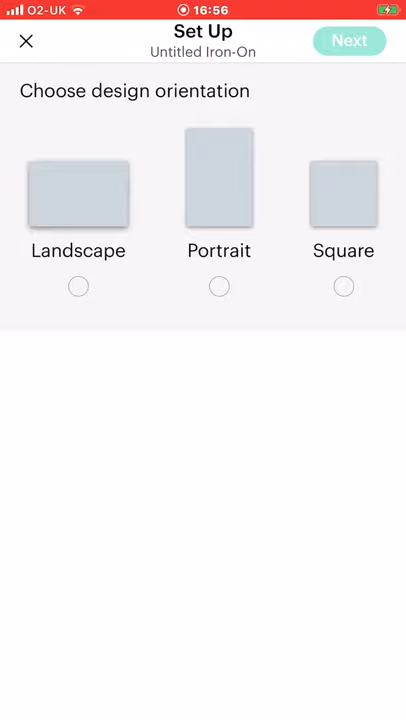 O2-UK 16:56
Set Up
Untitled Iron-On
Next
Choose design orientation
Landscape Portrait Square